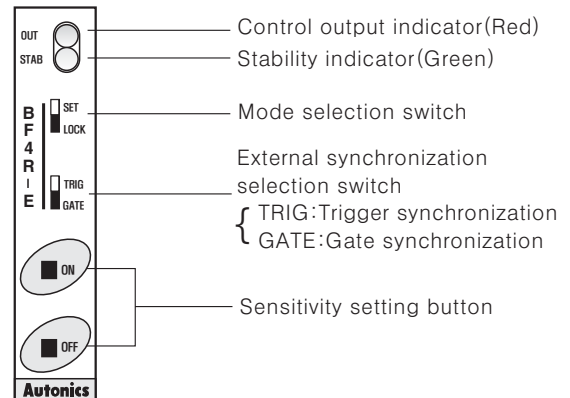 OUT
STAB
Control output indicator(Red)
Stability indicator(Green)
BF4R-E
SET
LOCK
Mode selection switch
TRIG
GATE
External synchronization
selection switch
{ TRIG:Trigger synchronization
GATE:Gate synchronization
ON
OFF
Sensitivity setting button
Autonics